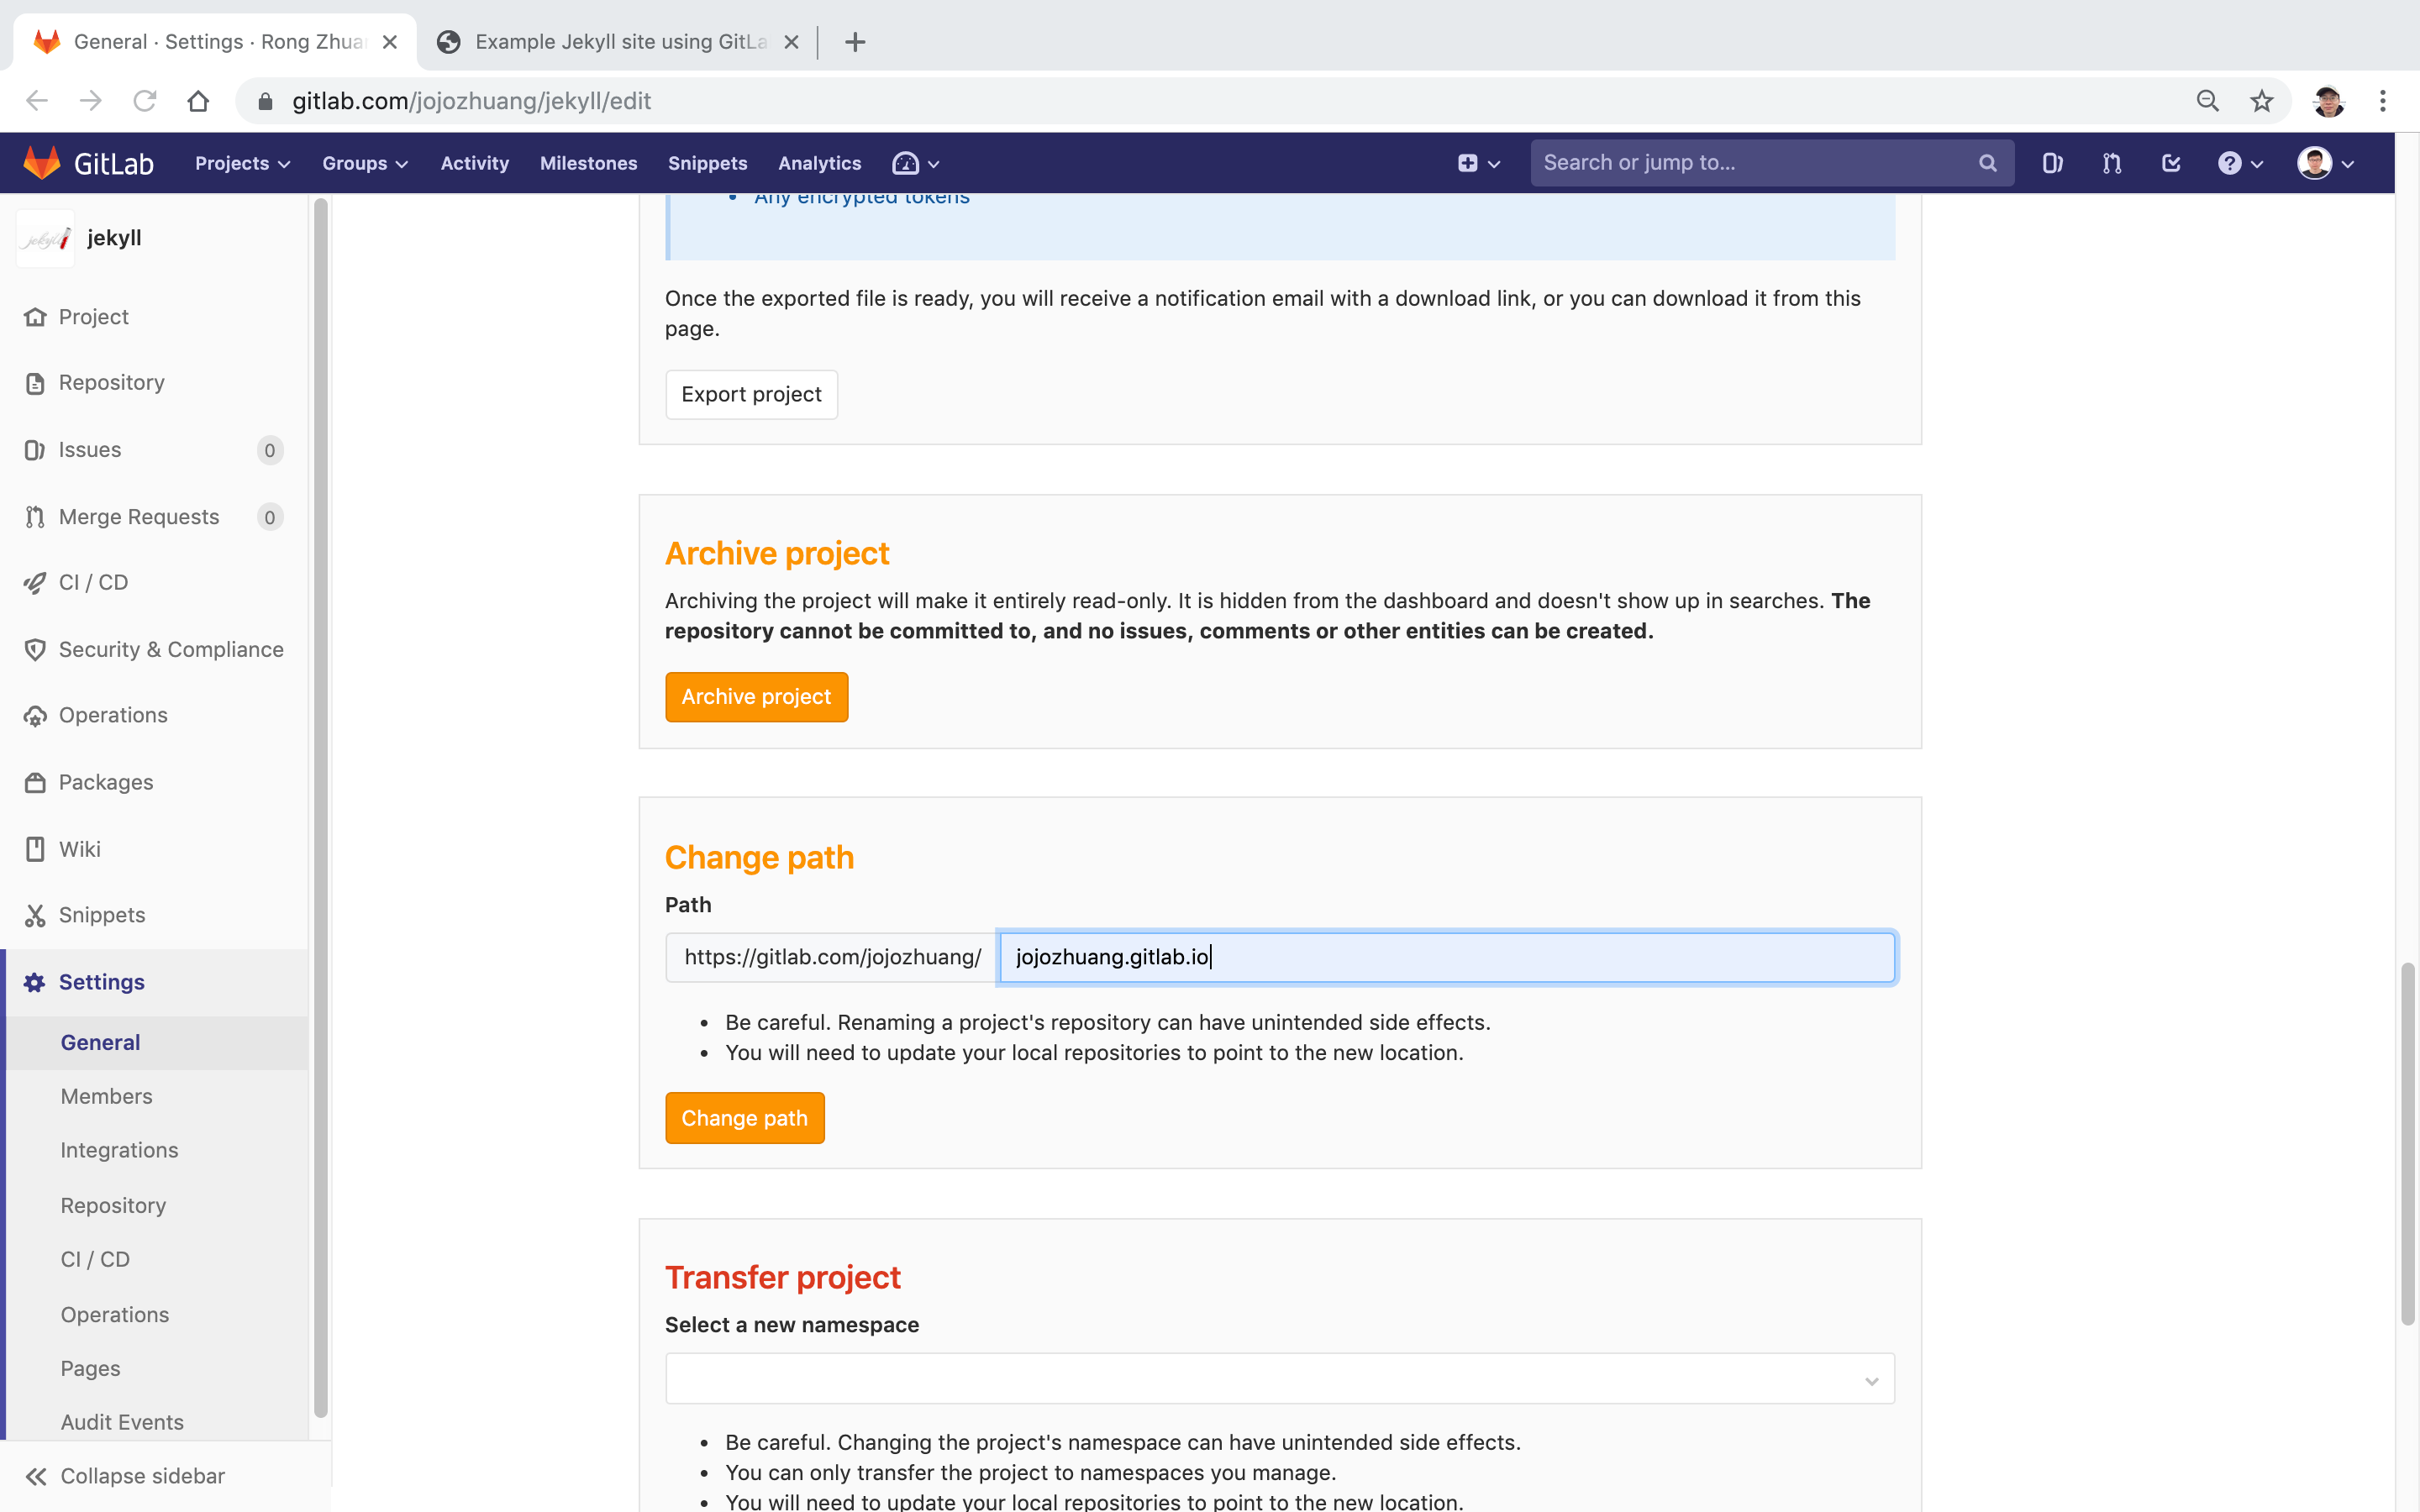 General · Settings · Rong Zhua
Example Jekyll site using GitLa
gitlab.com/jojozhuang/jekyll/edit
GitLab
Projects
Groups
Activity
Milestones
Snippets
Analytics
Search or jump to...
jekyll
jekyll
Project
Repository
Issues
0
Merge Requests
0
CI / CD
Security & Compliance
Operations
Packages
Wiki
Snippets
Settings
General
Members
Integrations
Repository
CI / CD
Operations
Pages
Audit Events
Collapse sidebar
• Any encrypted tokens
Once the exported file is ready, you will receive a notification email with a download link, or you can download it from this
page.
Export project
Archive project
Archiving the project will make it entirely read-only. It is hidden from the dashboard and doesn't show up in searches. The
repository cannot be committed to, and no issues, comments or other entities can be created.
Archive project
Change path
Path
https://gitlab.com/jojozhuang/
jojozhuang.gitlab.io
• Be careful. Renaming a project's repository can have unintended side effects.
• You will need to update your local repositories to point to the new location.
Change path
Transfer project
Select a new namespace
• Be careful. Changing the project's namespace can have unintended side effects.
• You can only transfer the project to namespaces you manage.
• You will need to update your local repositories to point to the new location.